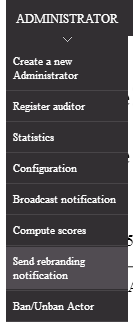 ADMINISTRATOR
Create a new
Administrator
Register auditor
Statistics
Configuration
Broadcast notification
Compute scores
Send rebranding
notification
Ban/Unban Actor